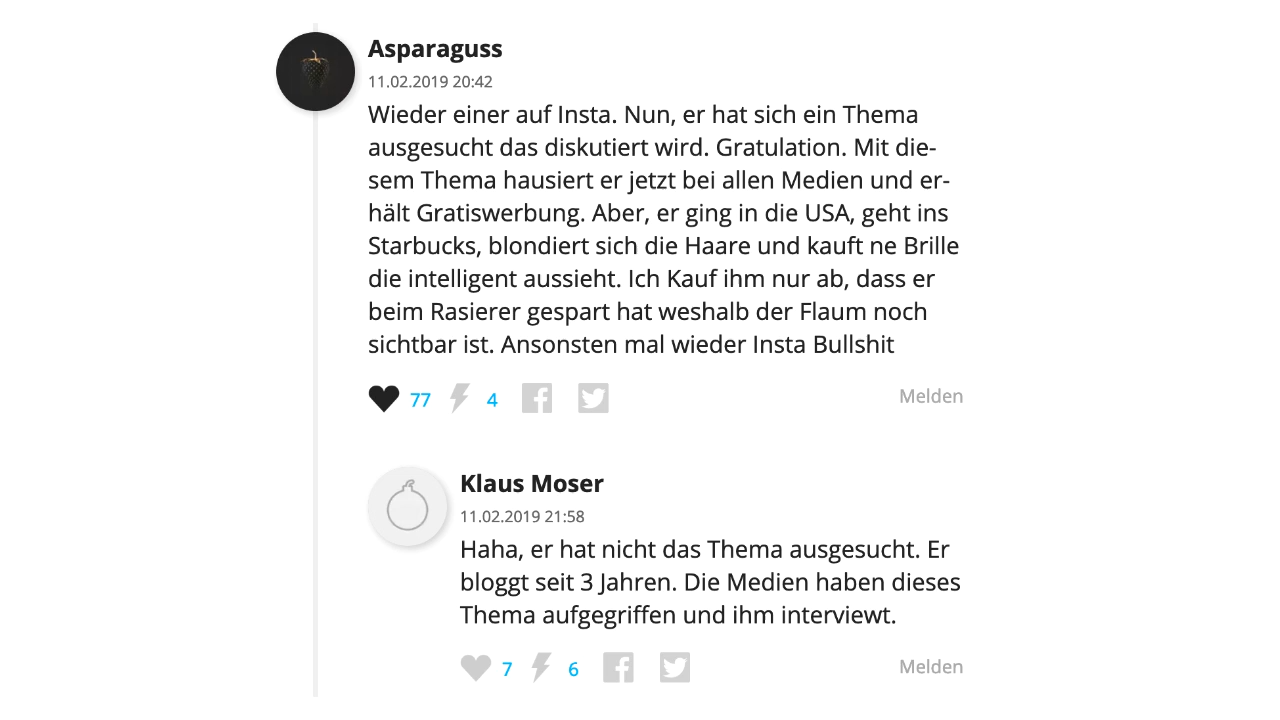 Asparaguss
11.02.2019 20:42
Wieder einer auf Insta. Nun, er hat sich ein Thema
ausgesucht das diskutiert wird. Gratulation. Mit die-
sem Thema hausiert er jetzt bei allen Medien und er-
hält Gratiswerbung. Aber, er ging in die USA, geht ins
Starbucks, blondiert sich die Haare und kauft ne Brille
die intelligent aussieht. Ich Kauf ihm nur ab, dass er
beim Rasierer gespart hat weshalb der Flaum noch
sichtbar ist. Ansonsten mal wieder Insta Bullshit
77 4 Melden
Klaus Moser
11.02.2019 21:58
Haha, er hat nicht das Thema ausgesucht. Er
bloggt seit 3 Jahren. Die Medien haben dieses
Thema aufgegriffen und ihm interviewt.
7 6 Melden